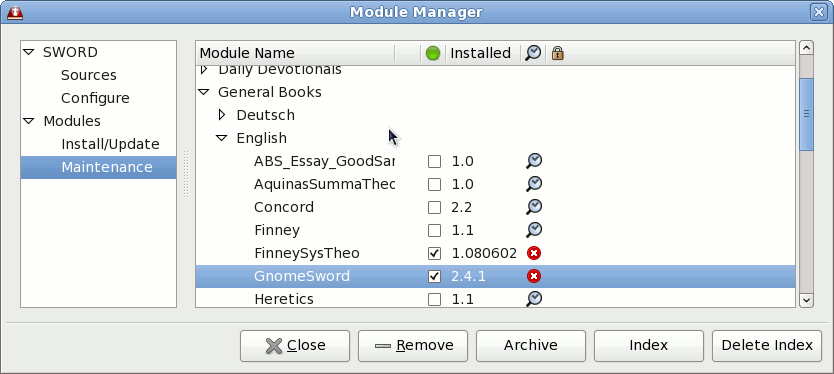 Module Manager
SWORD
Sources
Configure
Modules
Install/Update
Maintenance
Module Name Installed
Daily Devotionals
General Books
Deutsch
English
ABS_Essay_GoodSar 1.0
AquinasSummaTheo 1.0
Concord 2.2
Finney 1.1
FinneySysTheo 1.080602
GnomeSword 2.4.1
Heretics 1.1
Close Remove Archive Index Delete Index